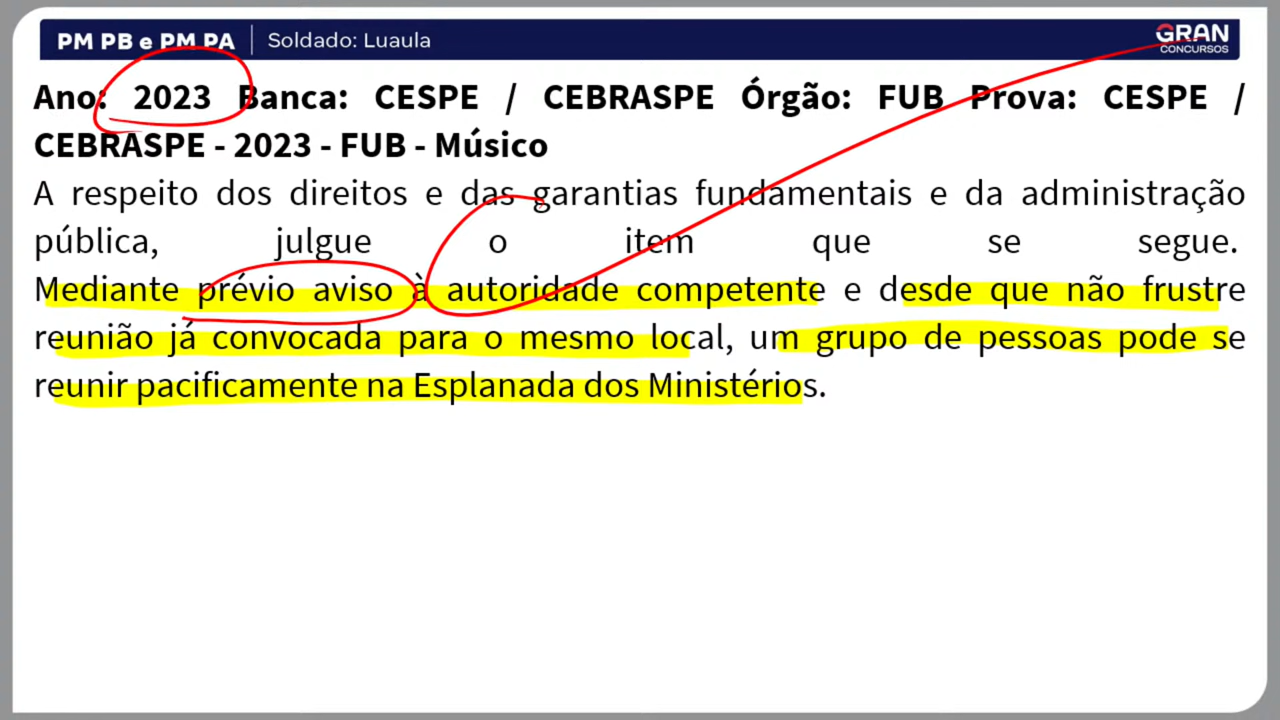 PM PB e PM PA | Soldado: Luaula
GRAN
CONCURSOS
Ano: 2023 Banca: CESPE / CEBRASPE Órgão: FUB Prova: CESPE /
CEBRASPE - 2023 - FUB - Músico
A respeito dos direitos e das garantias fundamentais e da administração
pública, julgue o item que se segue.
Mediante prévio aviso à autoridade competente e desde que não frustre
reunião já convocada para o mesmo local, um grupo de pessoas pode se
reunir pacificamente na Esplanada dos Ministérios.